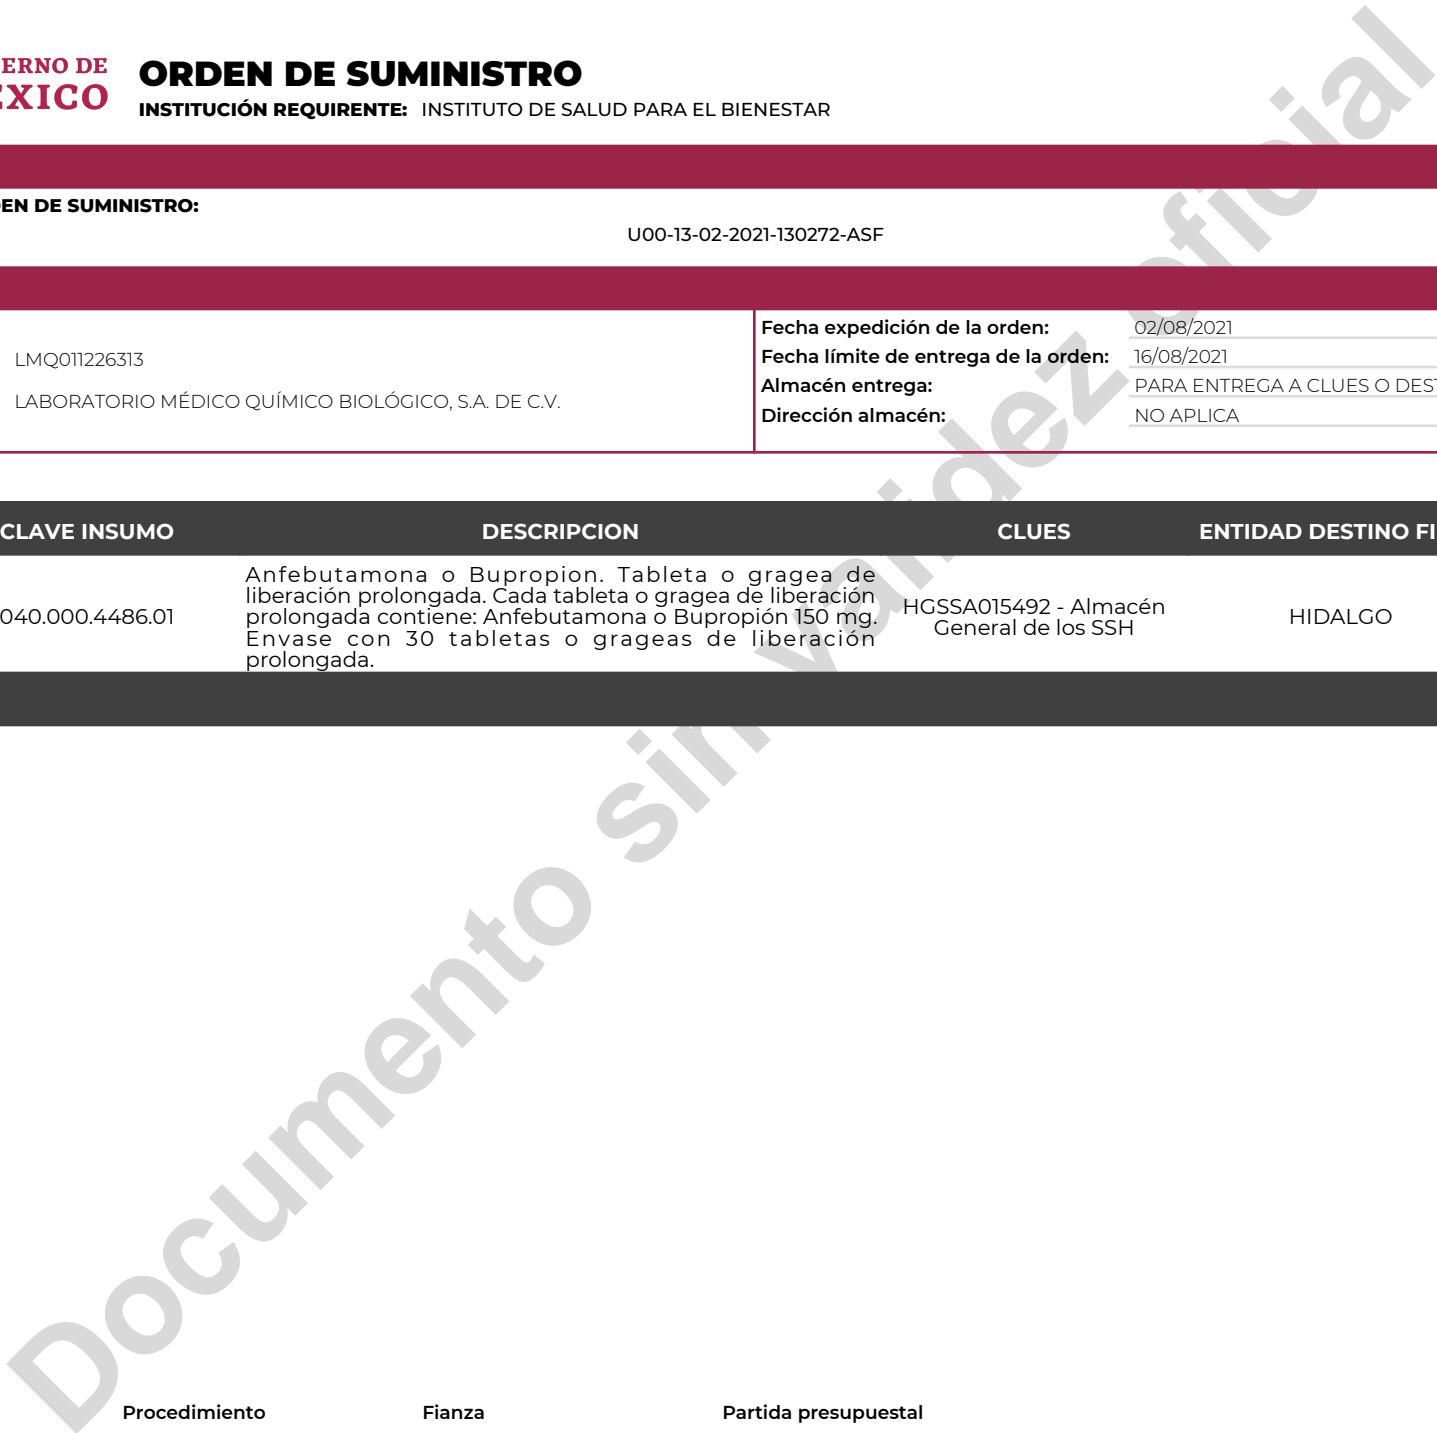 ERNO DE
EXICO
ORDEN DE SUMINISTRO
INSTITUCIÓN REQUIRENTE: INSTITUTO DE SALUD PARA EL BIENESTAR
EN DE SUMINISTRO:
U00-13-02-2021-130272-ASF
LMQ011226313
LABORATORIO MÉDICO QUÍMICO BIOLÓGICO, S.A. DE C.V.
Fecha expedición de la orden: 02/08/2021
Fecha límite de entrega de la orden: 16/08/2021
Almacén entrega: PARA ENTREGA A CLUES O DEST
Dirección almacén: NO APLICA
CLAVE INSUMO DESCRIPCION CLUES ENTIDAD DESTINO FI
040.000.4486.01
Anfebutamona o Bupropion. Tableta o gragea de
liberación prolongada. Cada tableta o gragea de liberación
prolongada contiene: Anfebutamona o Bupropión 150 mg.
Envase con 30 tabletas o grageas de liberación
prolongada.
HGSSA015492 - Almacén
General de los SSH
HIDALGO
Documento sin validez oficial
Procedimiento Fianza Partida presupuestal